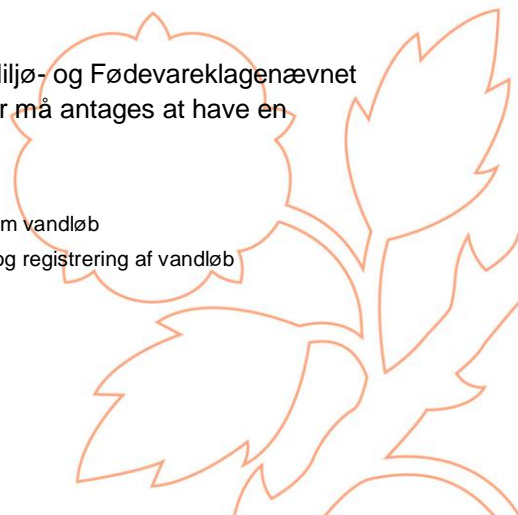 iljø- og Fødevareklagenævnet
r må antages at have en
m vandløb
og registrering af vandløb